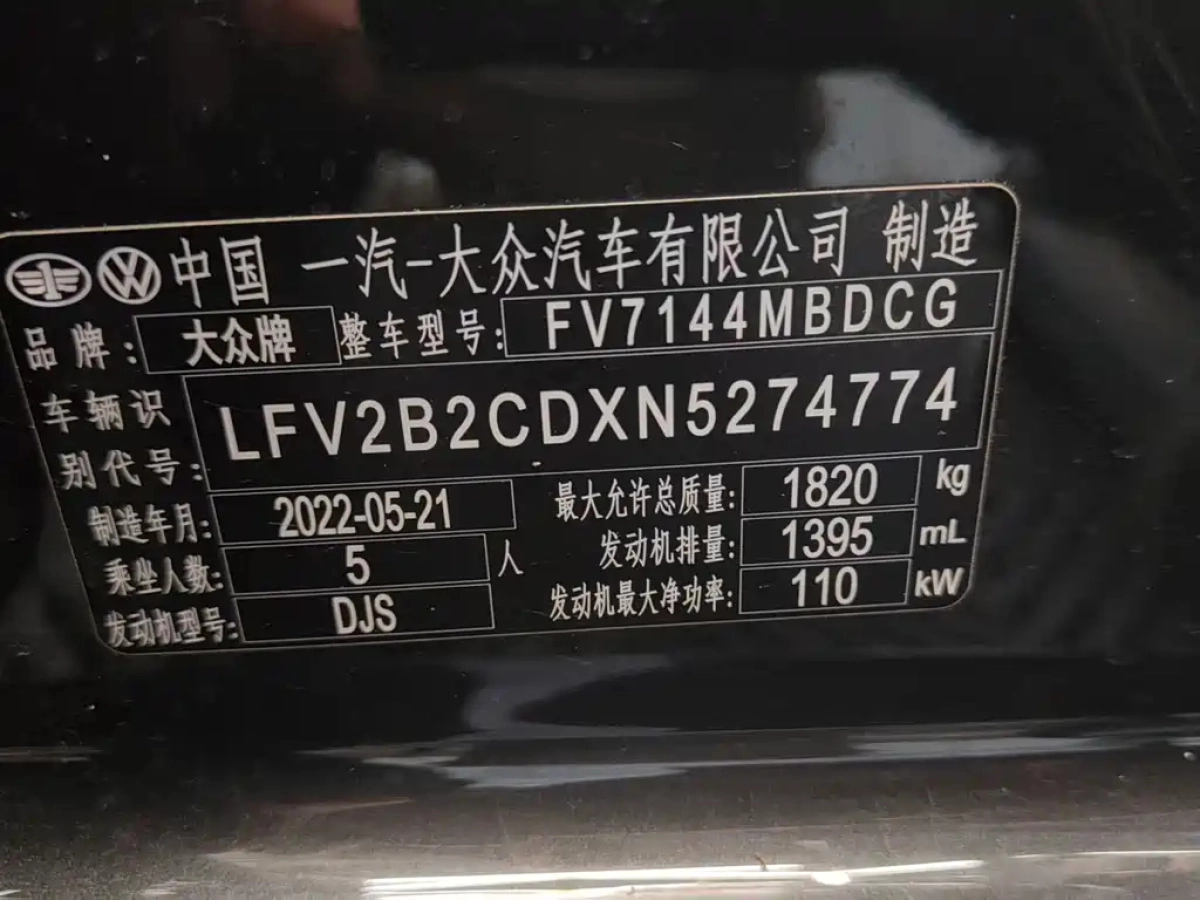 中国 一汽-大众汽车有限公司 制造
品牌: 大众牌 整车型号: FV7144MBDCG
车辆识别代号: LFV2B2CDXN5274774
制造年月: 2022-05-21 最大允许总质量: 1820 kg
乘坐人数: 5 人 发动机排量: 1395 mL
发动机型号: DJS 发动机最大净功率: 110 kW